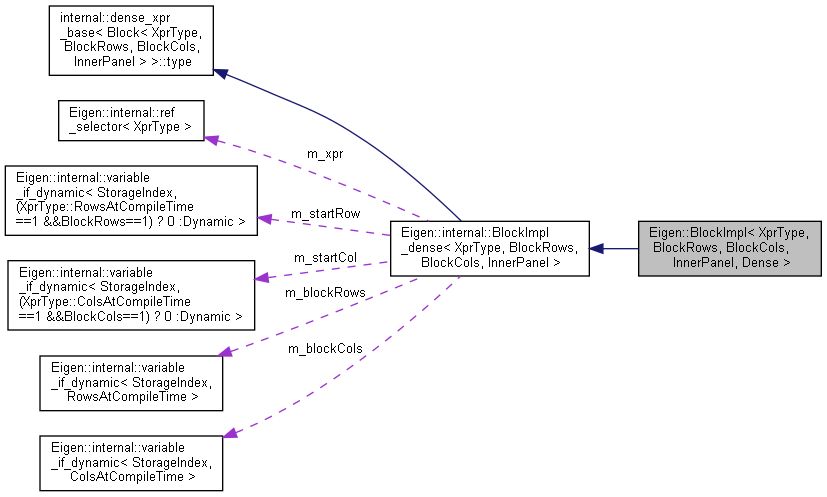 internal::dense_xpr
_base< Block< XprType,
BlockRows, BlockCols,
InnerPanel > >::type
Eigen::internal::ref
_selector< XprType >
m_xpr
Eigen::internal::variable
_if_dynamic< StorageIndex,
(XprType::RowsAtCompileTime
==1 &&BlockRows==1) ? 0 :Dynamic >
m_startRow
Eigen::internal::BlockImpl
_dense< XprType, BlockRows,
BlockCols, InnerPanel >
Eigen::BlockImpl< XprType,
BlockRows, BlockCols,
InnerPanel, Dense >
m_startCol
Eigen::internal::variable
_if_dynamic< StorageIndex,
(XprType::ColsAtCompileTime
==1 &&BlockCols==1) ? 0 :Dynamic >
m_blockRows
Eigen::internal::variable
_if_dynamic< StorageIndex,
RowsAtCompileTime >
m_blockCols
Eigen::internal::variable
_if_dynamic< StorageIndex,
ColsAtCompileTime >